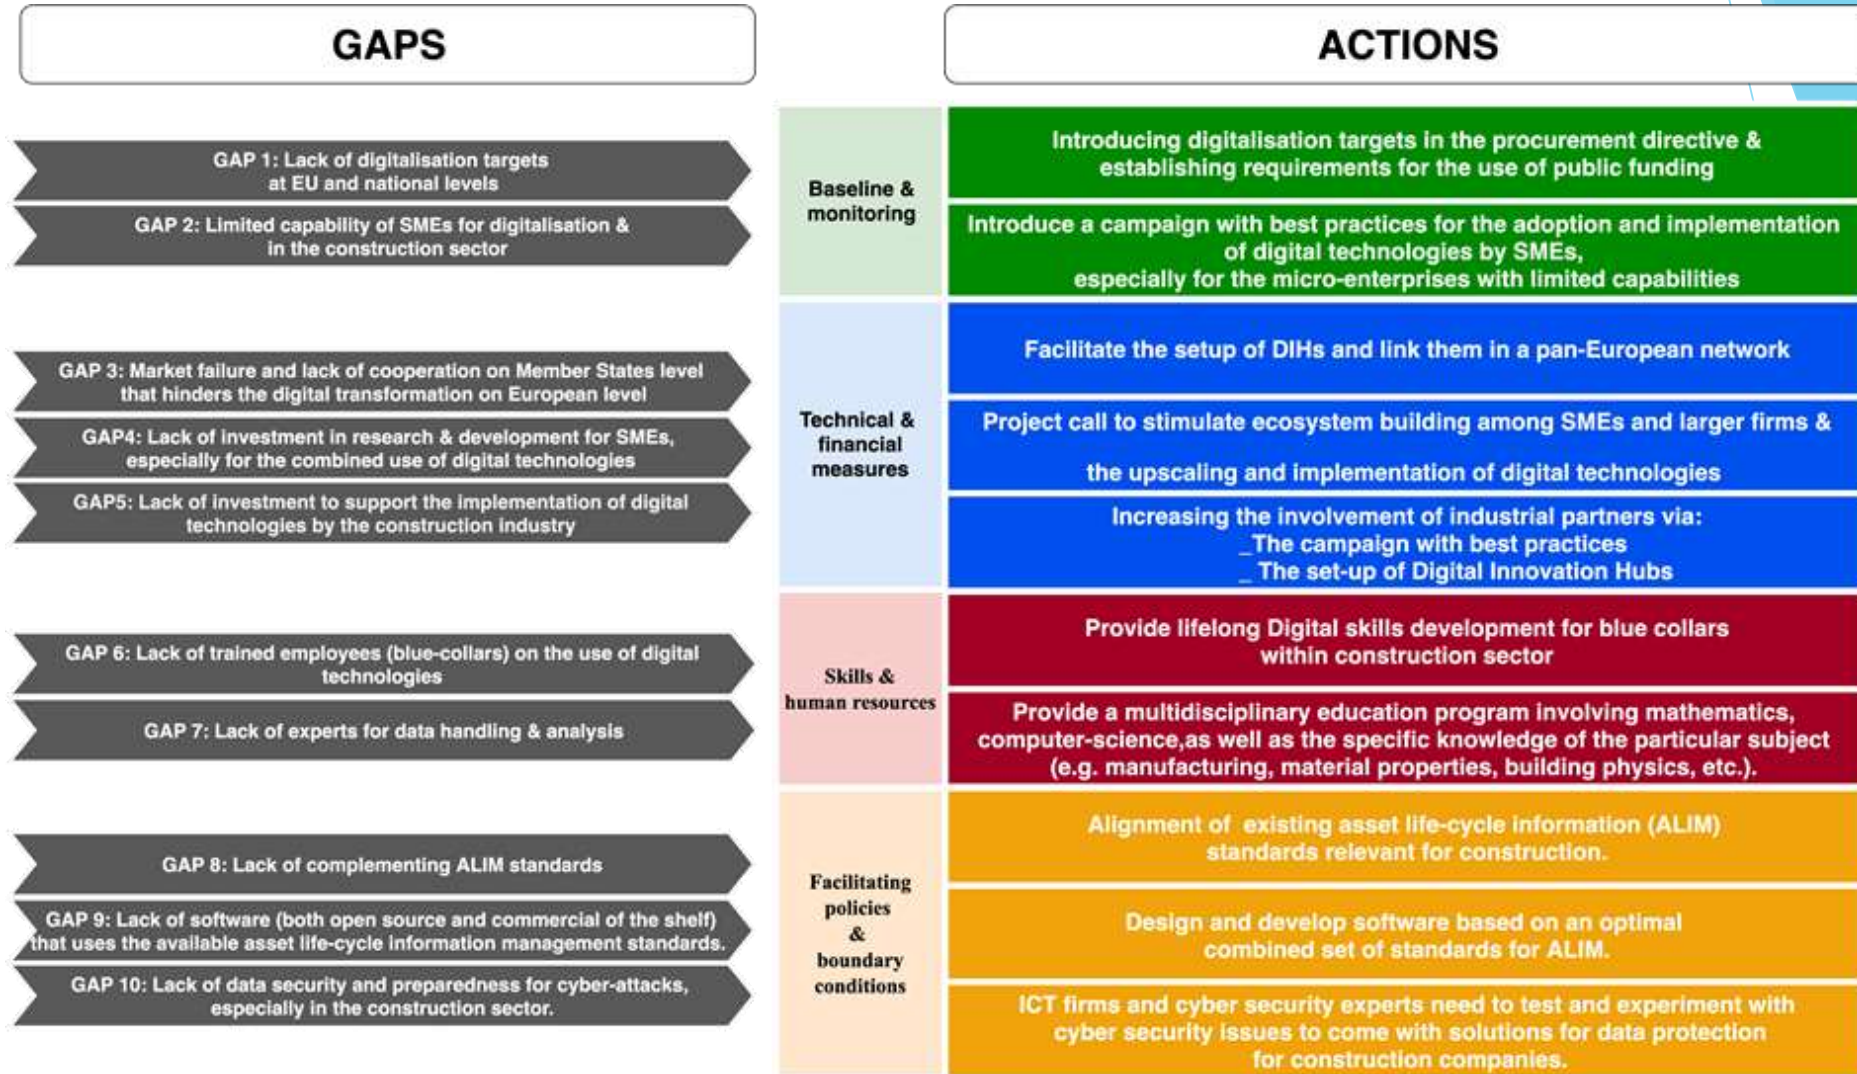 GAPS
ACTIONS
GAP 1: Lack of digitalisation targets
at EU and national levels
GAP 2: Limited capability of SMEs for digitalisation &
in the construction sector
Baseline &
monitoring
Introducing digitalisation targets in the procurement directive &
establishing requirements for the use of public funding
Introduce a campaign with best practices for the adoption and implementation
of digital technologies by SMEs,
especially for the micro-enterprises with limited capabilities
GAP 3: Market failure and lack of cooperation on Member States level
that hinders the digital transformation on European level
GAP4: Lack of investment in research & development for SMEs,
especially for the combined use of digital technologies
GAP5: Lack of investment to support the implementation of digital
technologies by the construction industry
Technical &
financial
measures
Facilitate the setup of DIHs and link them in a pan-European network
Project call to stimulate ecosystem building among SMEs and larger firms &
the upscaling and implementation of digital technologies
Increasing the involvement of industrial partners via:
_The campaign with best practices
_ The set-up of Digital Innovation Hubs
GAP 6: Lack of trained employees (blue-collars) on the use of digital
technologies
GAP 7: Lack of experts for data handling & analysis
Skills &
human resources
Provide lifelong Digital skills development for blue collars
within construction sector
Provide a multidisciplinary education program involving mathematics,
computer-science,as well as the specific knowledge of the particular subject
(e.g. manufacturing, material properties, building physics, etc.).
GAP 8: Lack of complementing ALIM standards
GAP 9: Lack of software (both open source and commercial of the shelf)
that uses the available asset life-cycle information management standards.
GAP 10: Lack of data security and preparedness for cyber-attacks,
especially in the construction sector.
Facilitating
policies
&
boundary
conditions
Alignment of existing asset life-cycle information (ALIM)
standards relevant for construction.
Design and develop software based on an optimal
combined set of standards for ALIM.
ICT firms and cyber security experts need to test and experiment with
cyber security issues to come with solutions for data protection
for construction companies.